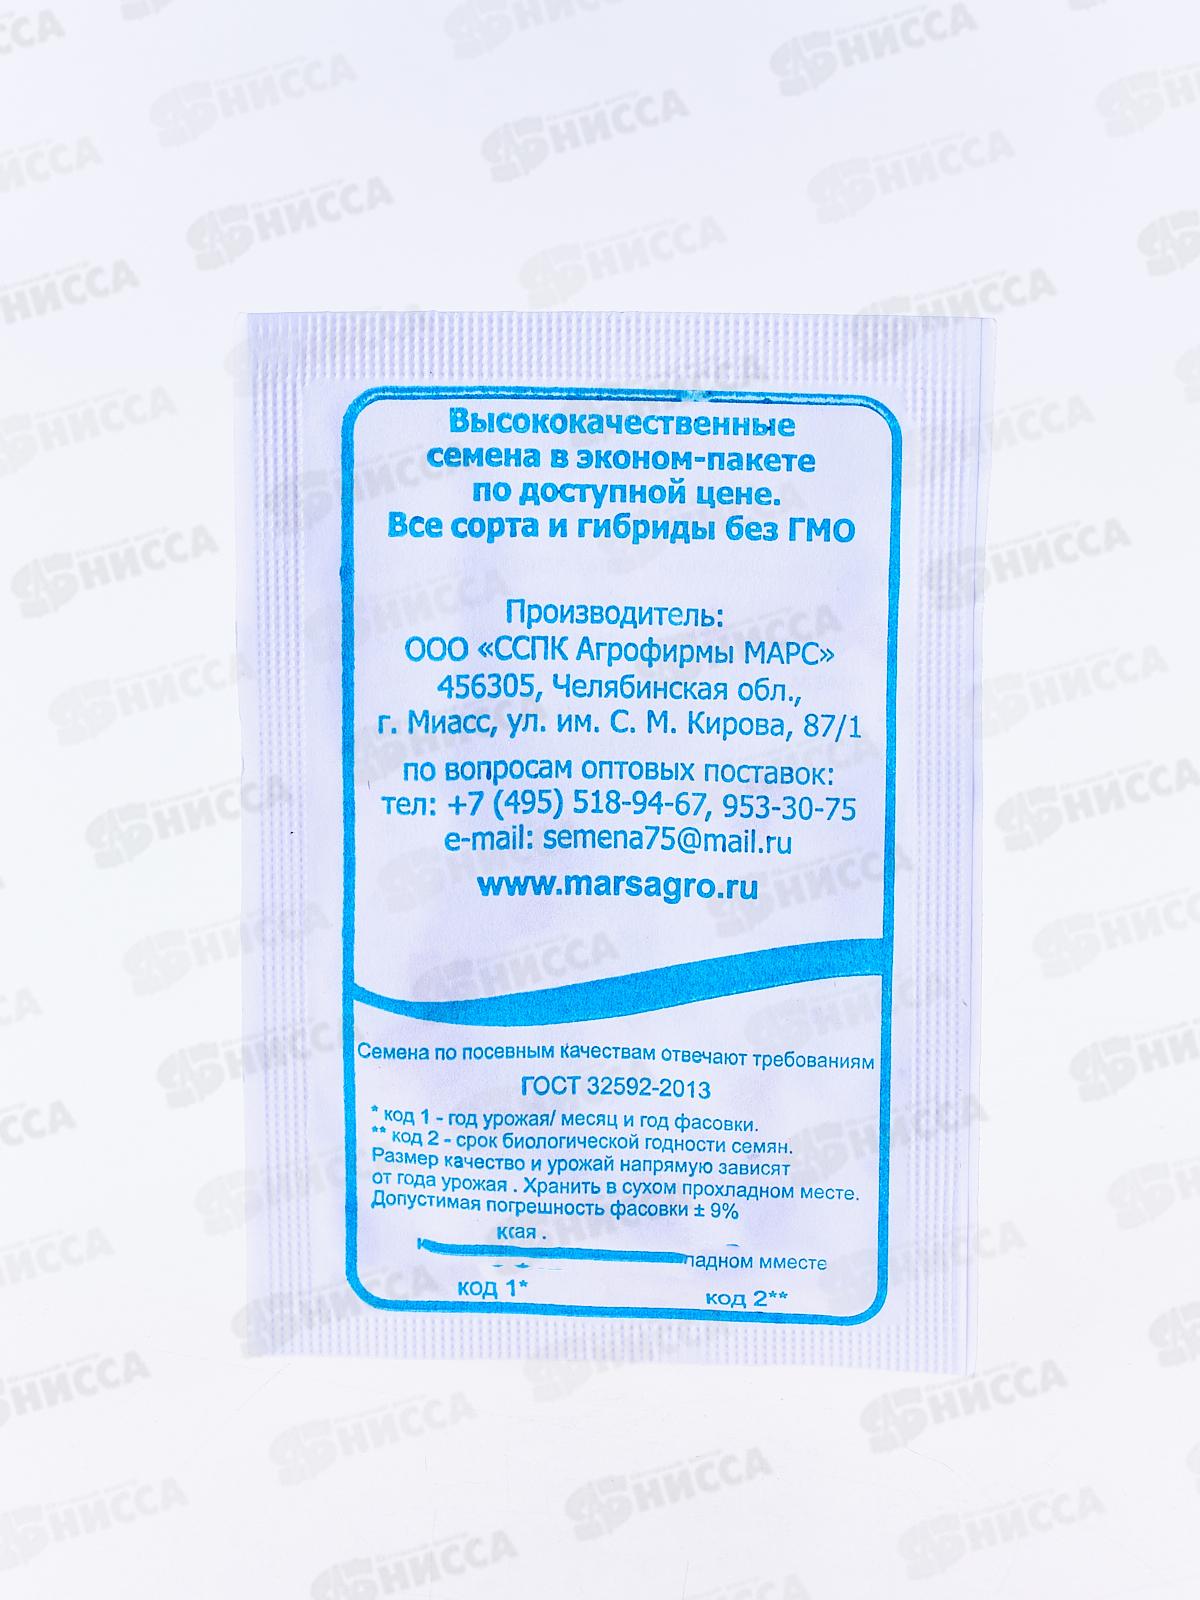 Высококачественные
семена в эконом-пакете
по доступной цене.
Все сорта и гибриды без ГМО
Производитель:
ООО «ССПК Агрофирмы МАРС»
456305, Челябинская обл.,
г. Миасс, ул. им. С. М. Кирова, 87/1
по вопросам оптовых поставок:
тел: +7 (495) 518-94-67, 953-30-75
e-mail: semena75@mail.ru
www.marsagro.ru
Семена по посевным качествам отвечают требованиям
ГОСТ 32592-2013
* код 1 - год урожая/ месяц и год фасовки.
** код 2 - срок биологической годности семян.
Размер качество и урожай напрямую зависят
от года урожая . Хранить в сухом прохладном месте.
Допустимая погрешность фасовки ± 9%
ладном мместе
код 1*
код 2**
НИССА